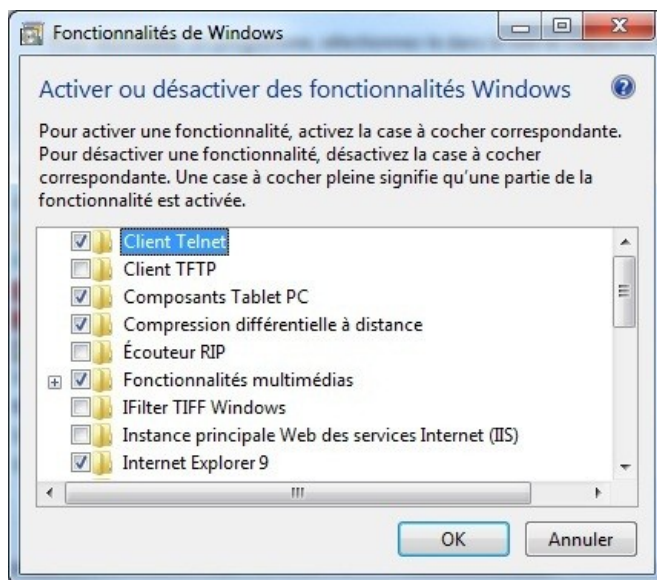 Fonctionnalités de Windows
Activer ou désactiver des fonctionnalités Windows
Pour activer une fonctionnalité, activez la case à cocher correspondante.
Pour désactiver une fonctionnalité, désactivez la case à cocher
correspondante. Une case à cocher pleine signifie qu'une partie de la
fonctionnalité est activée.
Client Telnet
Client TFTP
Composants Tablet PC
Compression différentielle à distance
Écouteur RIP
Fonctionnalités multimédias
IFilter TIFF Windows
Instance principale Web des services Internet (IIS)
Internet Explorer 9
OK
Annuler